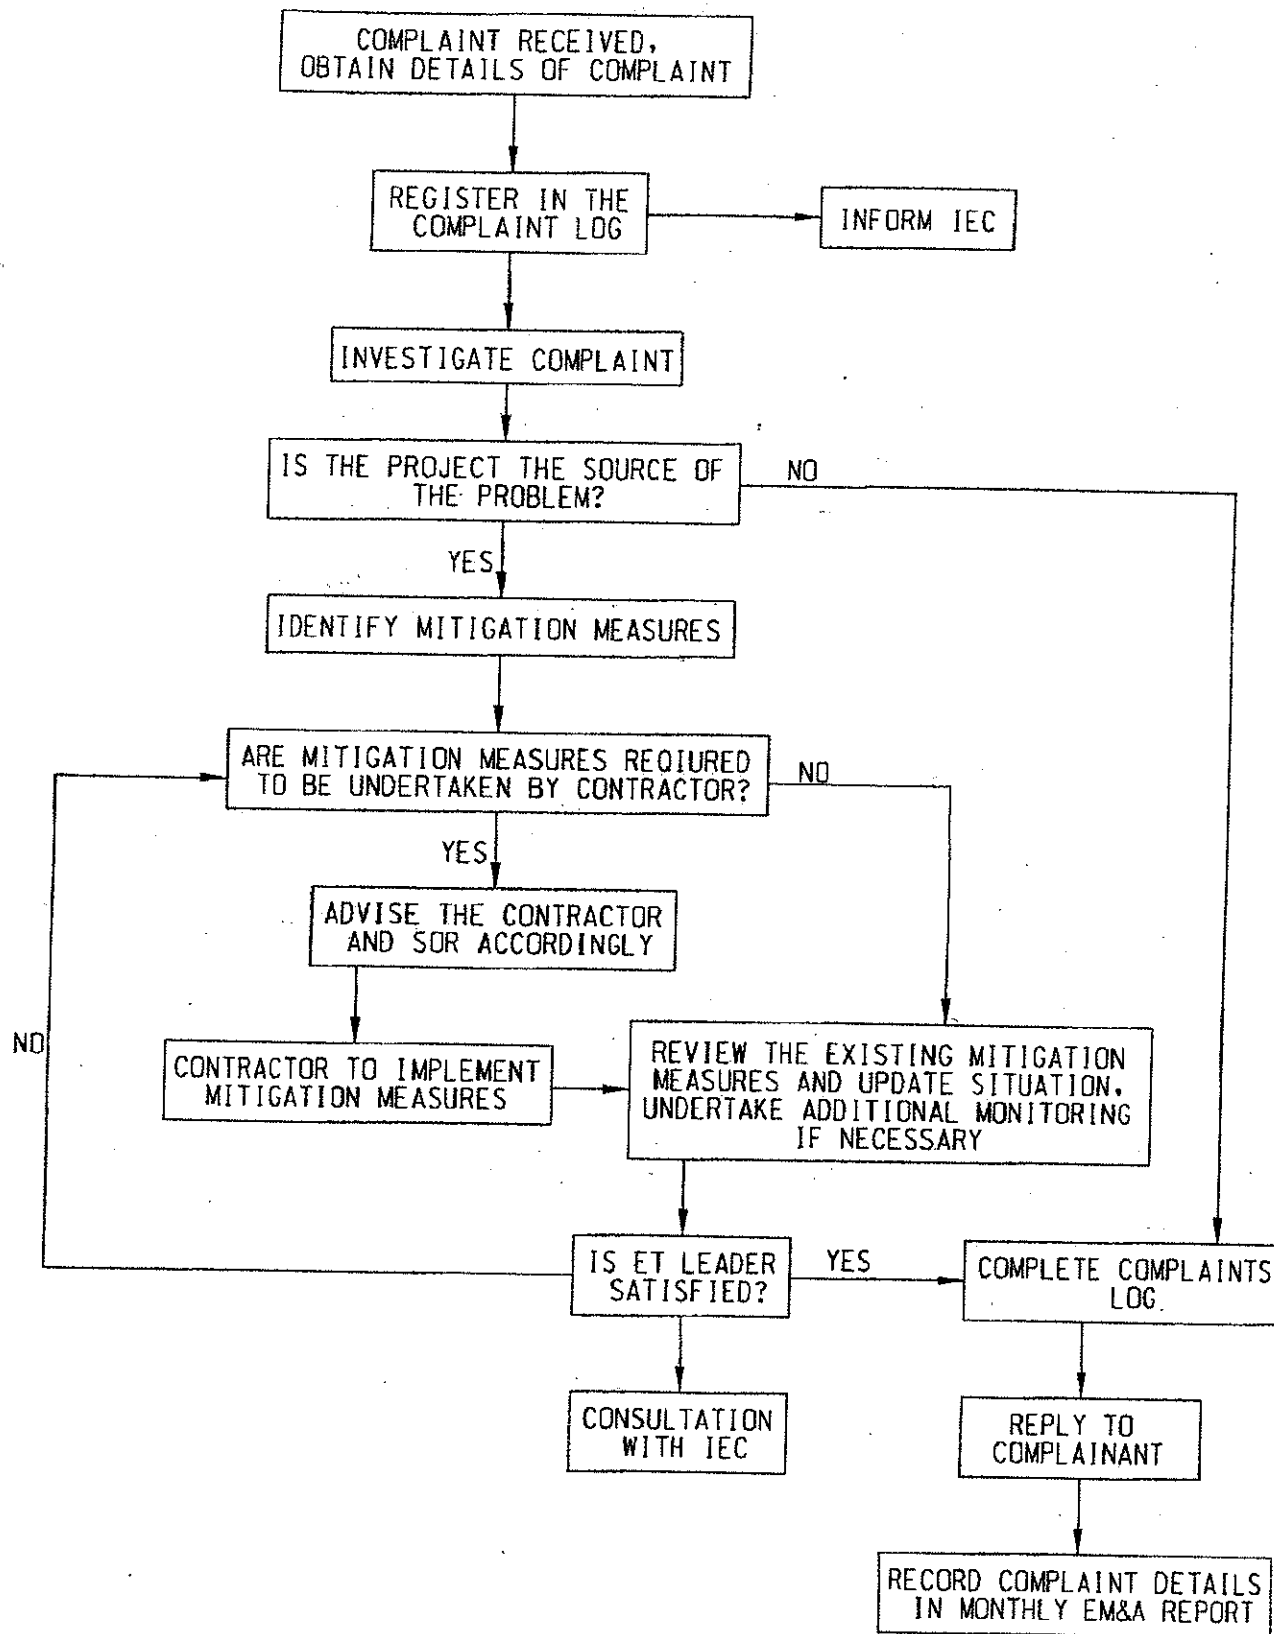 COMPLAINT RECEIVED,
OBTAIN DETAILS OF COMPLAINT
REGISTER IN THE
COMPLAINT LOG
INFORM IEC
INVESTIGATE COMPLAINT
IS THE PROJECT THE SOURCE OF
THE PROBLEM?
NO
YES
IDENTIFY MITIGATION MEASURES
ARE MITIGATION MEASURES REQIURED
TO BE UNDERTAKEN BY CONTRACTOR?
NO
YES
ADVISE THE CONTRACTOR
AND SOR ACCORDINGLY
NO
CONTRACTOR TO IMPLEMENT
MITIGATION MEASURES
REVIEW THE EXISTING MITIGATION
MEASURES AND UPDATE SITUATION.
UNDERTAKE ADDITIONAL MONITORING
IF NECESSARY
IS ET LEADER
SATISFIED?
YES
COMPLETE COMPLAINTS
LOG
CONSULTATION
WITH IEC
REPLY TO
COMPLAINANT
RECORD COMPLAINT DETAILS
IN MONTHLY EM&A REPORT